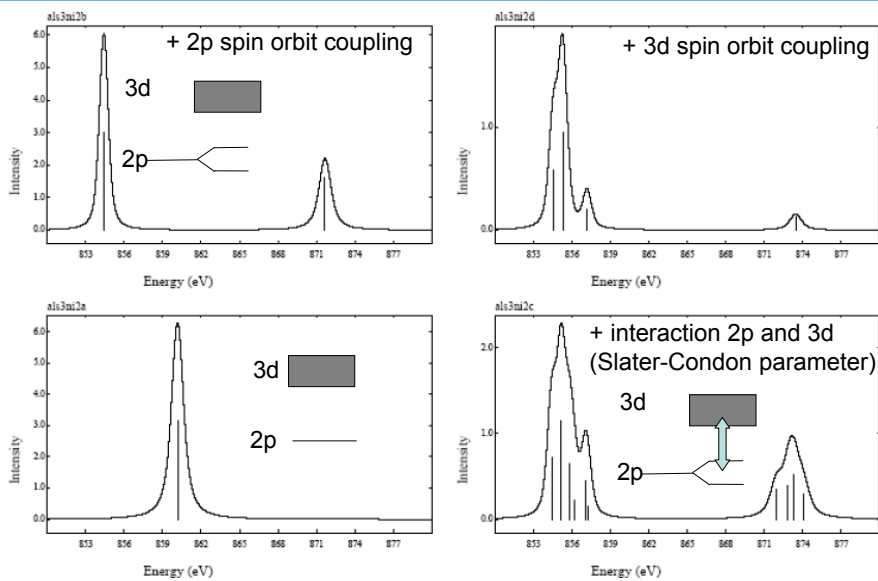 als3ni2b
+ 2p spin orbit coupling
3d
2p
Intensity
6.0
5.0
4.0
3.0
2.0
1.0
0.0
853 856 859 862 865 868 871 874 877
Energy (eV)
als3ni2d
+ 3d spin orbit coupling
Intensity
1.0
0.0
853 856 859 862 865 868 871 874 877
Energy (eV)
als3ni2a
3d
2p
Intensity
6.0
5.0
4.0
3.0
2.0
1.0
0.0
853 856 859 862 865 868 871 874 877
Energy (eV)
als3ni2c
+ interaction 2p and 3d
(Slater-Condon parameter)
3d
2p
Intensity
2.0
1.0
0.0
853 856 859 862 865 868 871 874 877
Energy (eV)